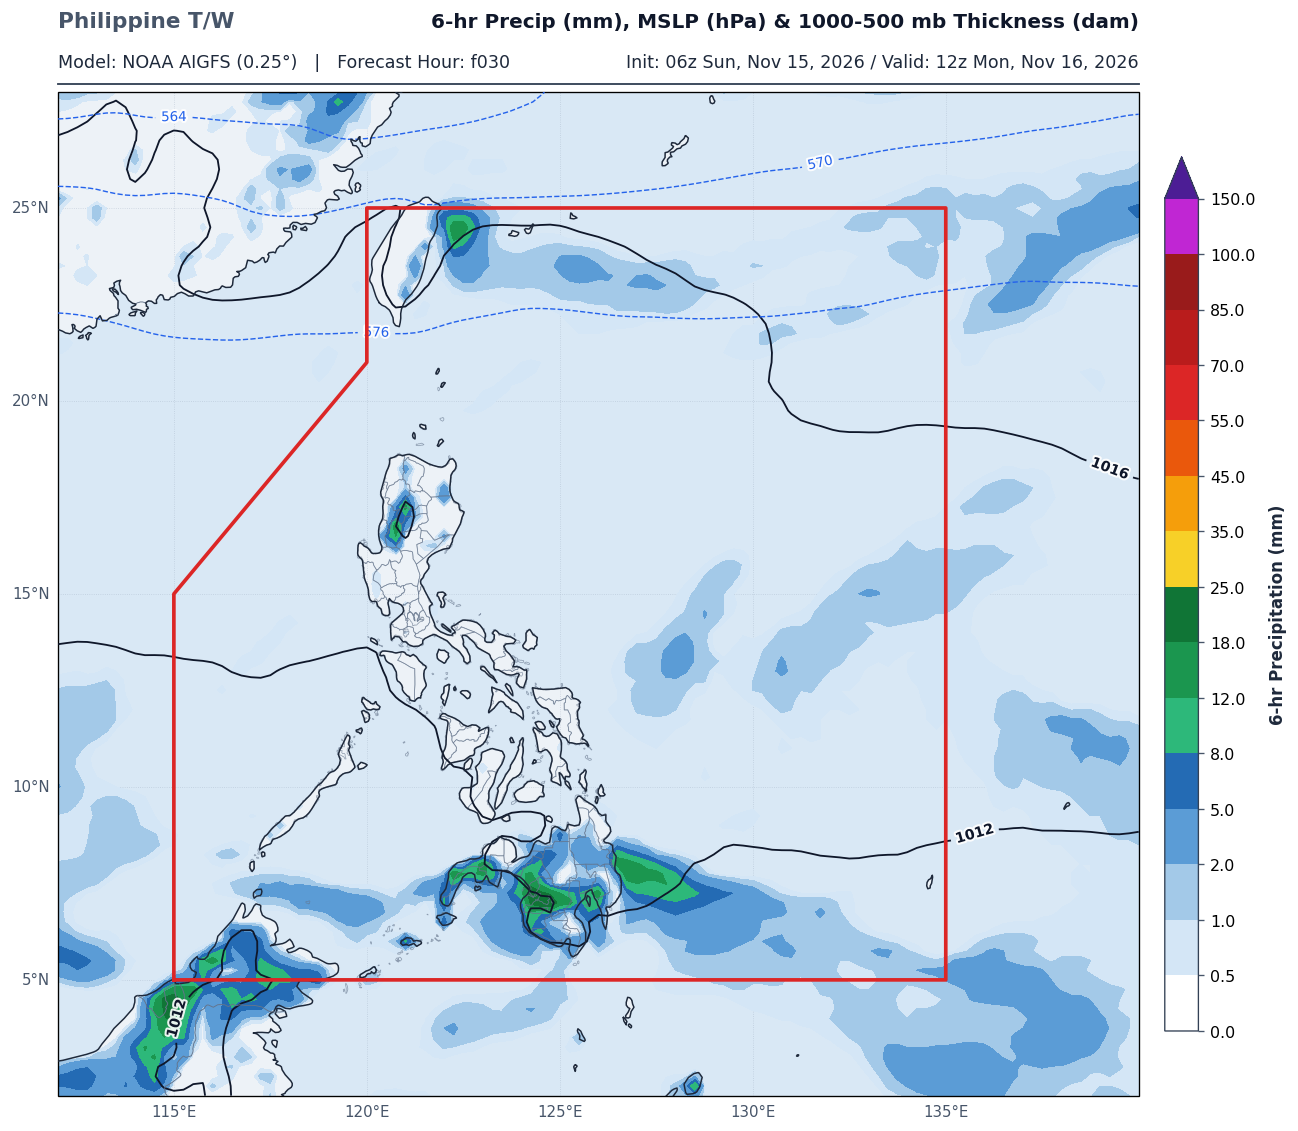 Philippine T/W
6-hr Precip (mm), MSLP (hPa) & 1000-500 mb Thickness (dam)
Model: NOAA AIGFS (0.25°) | Forecast Hour: f030
Init: 06z Sun, Nov 15, 2026 / Valid: 12z Mon, Nov 16, 2026
564
570
576
1016
1012
1012
25°N
20°N
15°N
10°N
5°N
115°E
120°E
125°E
130°E
135°E
150.0
100.0
85.0
70.0
55.0
45.0
35.0
25.0
18.0
12.0
8.0
5.0
2.0
1.0
0.5
0.0
6-hr Precipitation (mm)